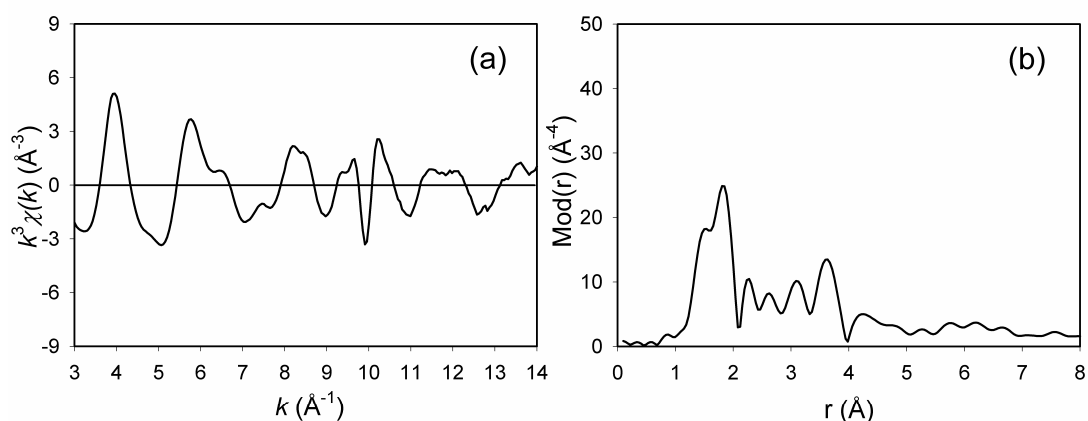 (a)
k³χ(k) (Å⁻³)
9
6
3
0
-3
-6
-9
3 4 5 6 7 8 9 10 11 12 13 14
k (Å⁻¹)
(b)
Mod(r) (Å⁻⁴)
50
40
30
20
10
0
0 1 2 3 4 5 6 7 8
r (Å)